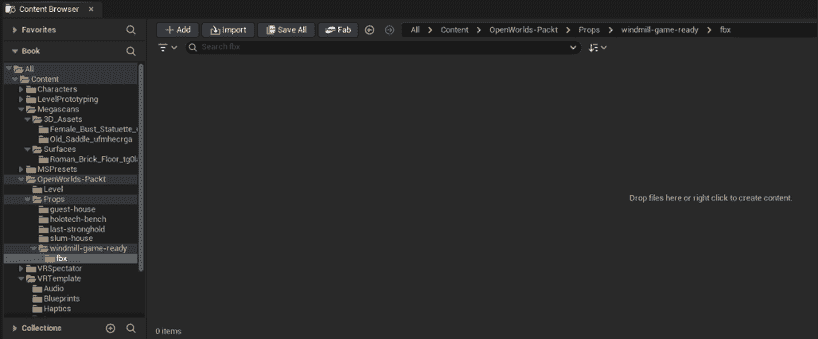 Content Browser
Favorites
Book
All
Content
Characters
LevelPrototyping
Megascans
3D_Assets
Female_Bust_Statuette_
Old_Saddle_ufmhecrga
Surfaces
Roman_Brick_Floor_tg0l
MSPresets
OpenWorlds-Packt
Level
Props
guest-house
holotech-bench
last-stronghold
slum-house
windmill-game-ready
fbx
VRSpectator
VRTemplate
Audio
Blueprints
Haptics
Collections
Add Import Save All Fab All > Content > OpenWorlds-Packt > Props > windmill-game-ready > fbx
Search fbx
Drop files here or right click to create content.
0 items